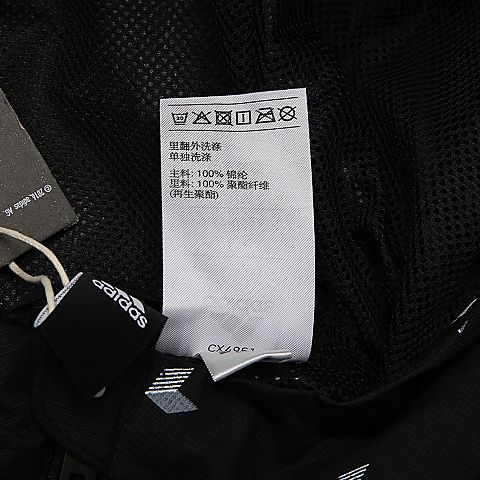 里翻外洗涤
单独洗涤
主料: 100% 锦纶
里料: 100% 聚酯纤维
(再生聚酯)
adidas